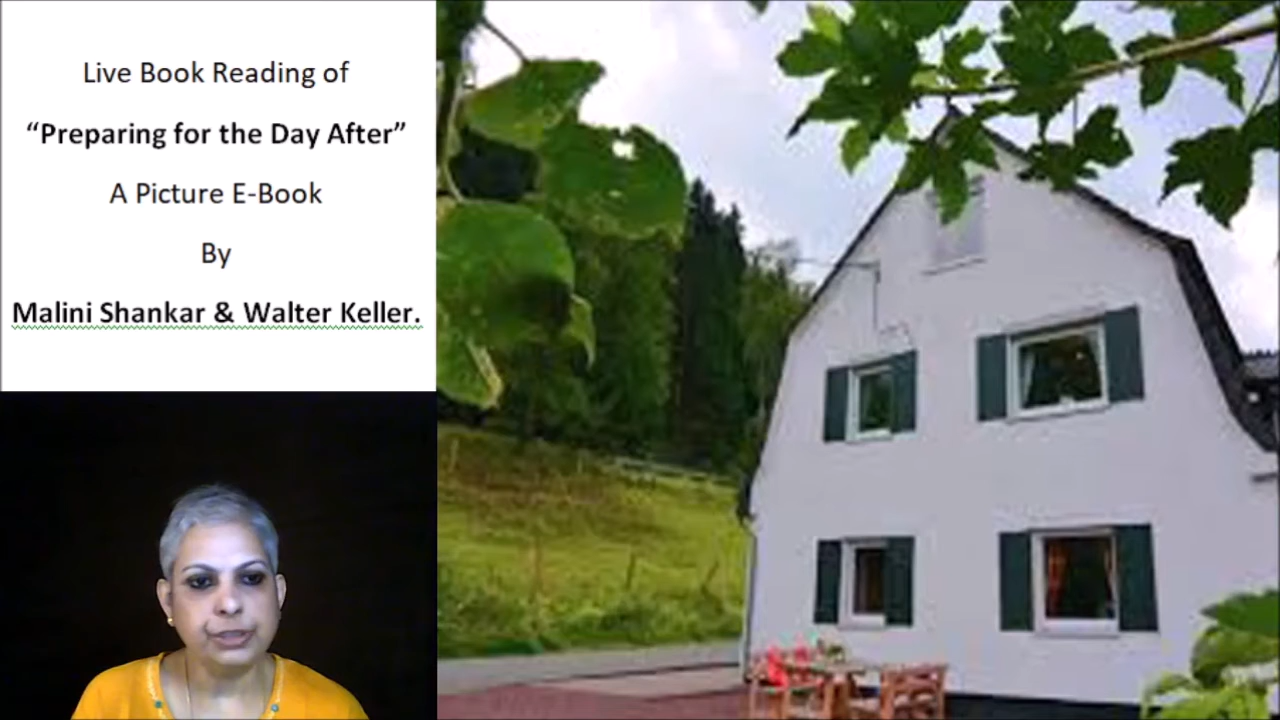 Live Book Reading of
“Preparing for the Day After”
A Picture E-Book
By
Malini Shankar & Walter Keller.